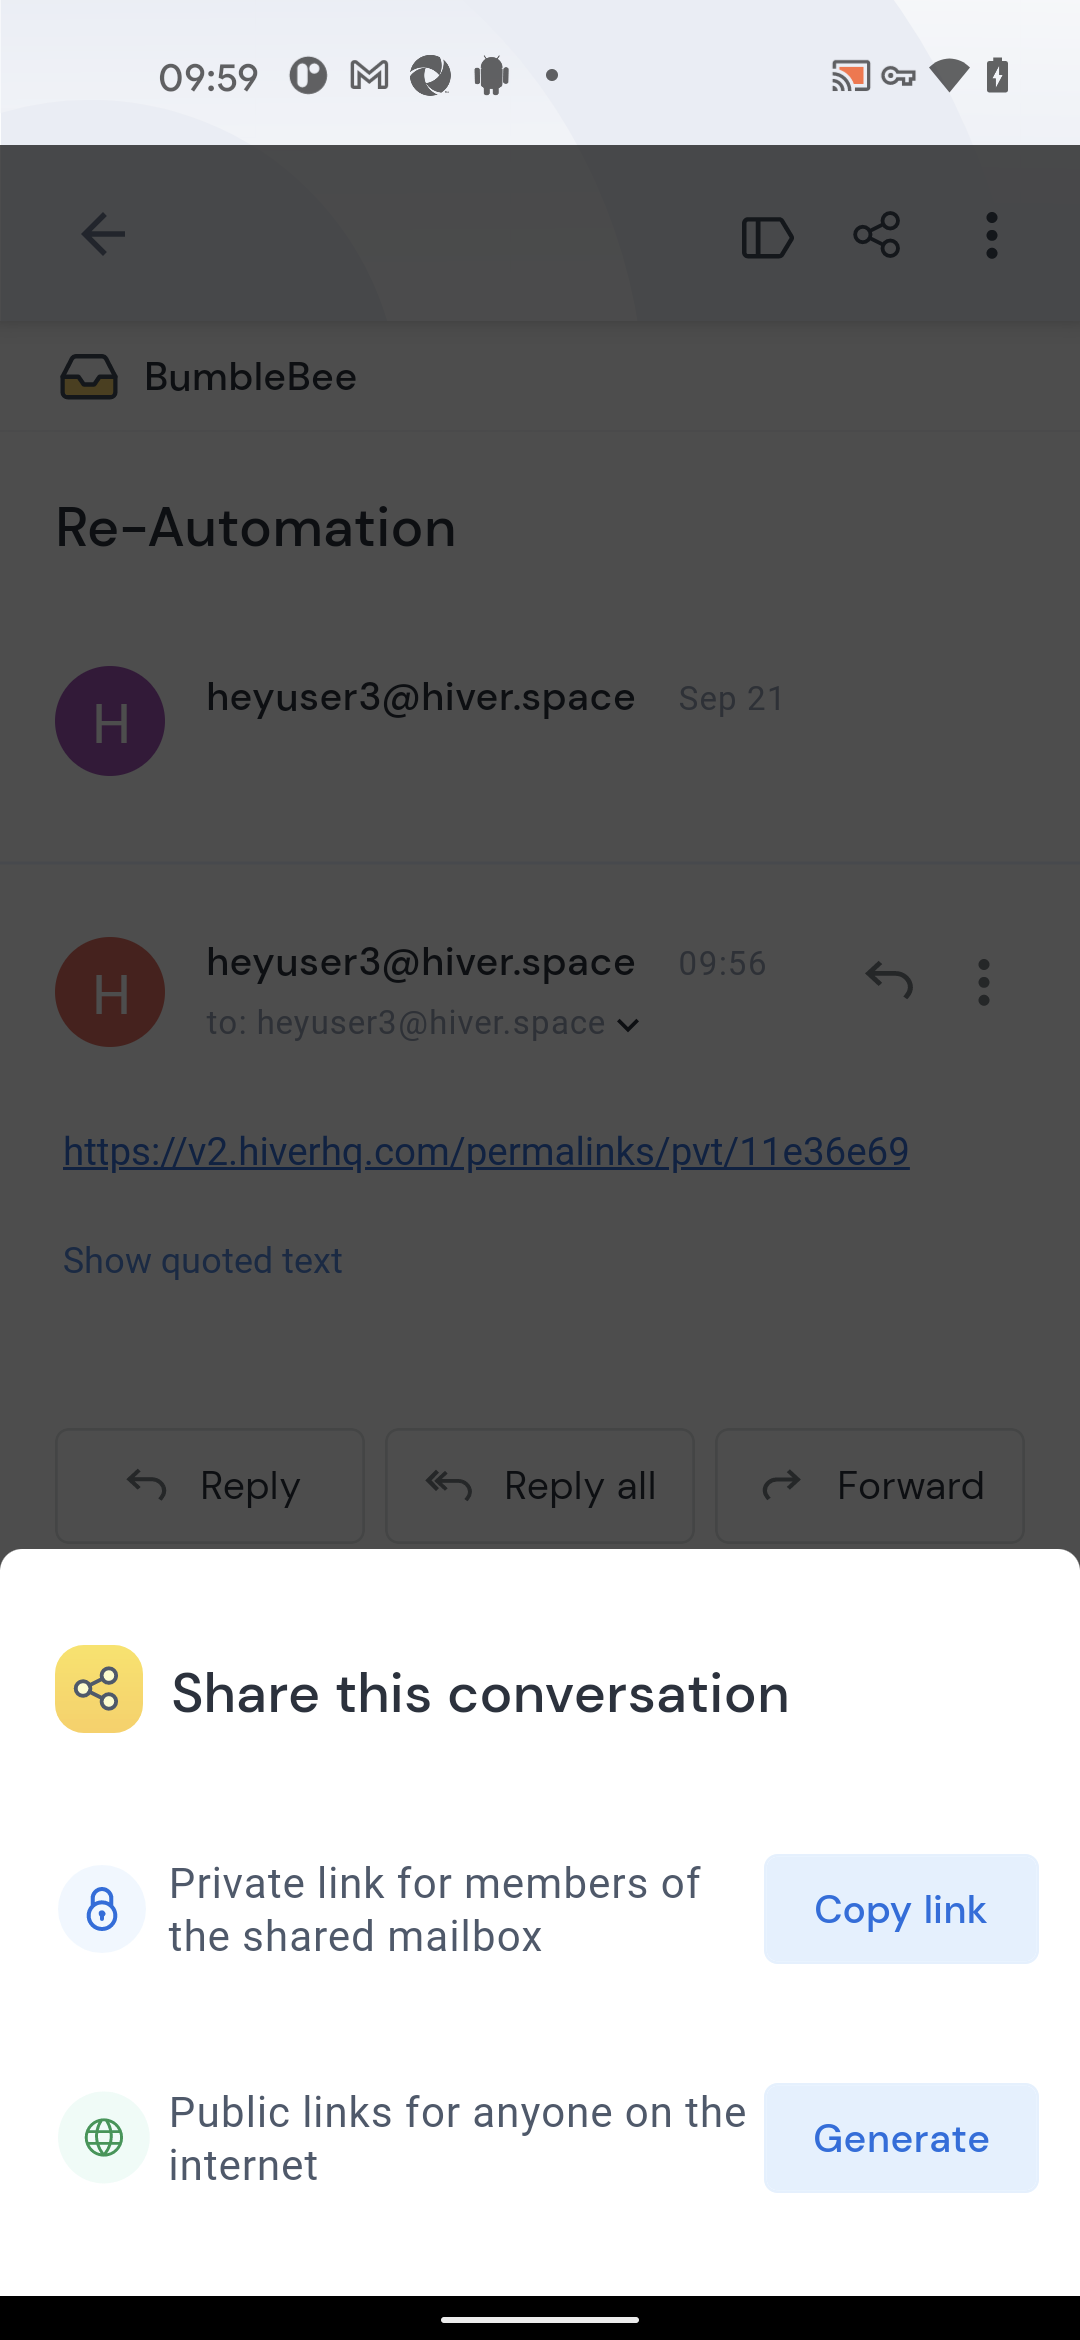 09:59
BumbleBee
Re-Automation
H
heyuser3@hiver.space Sep 21
H
heyuser3@hiver.space 09:56
to: heyuser3@hiver.space
https://v2.hiverhq.com/permalinks/pvt/11e36e69
Show quoted text
Reply Reply all Forward
Share this conversation
Private link for members of
the shared mailbox
Copy link
Public links for anyone on the
internet
Generate